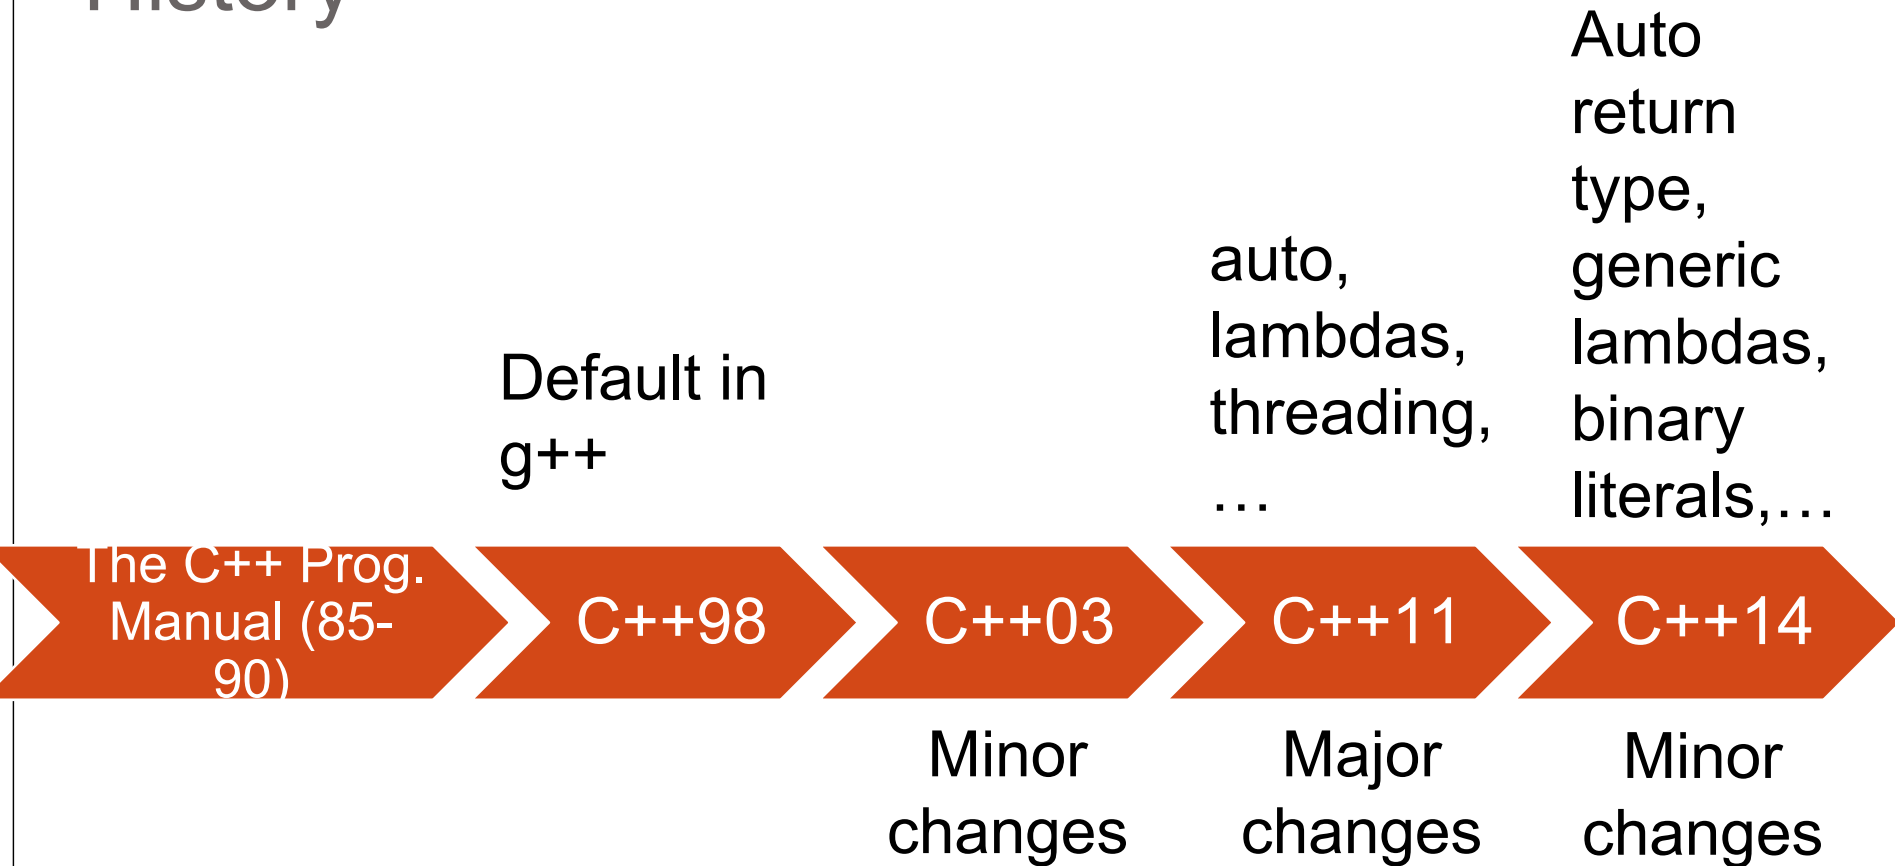 History
Auto
return
type,
generic
lambdas,
binary
literals,…
auto,
lambdas,
threading,
…
Default in
g++
The C++ Prog.
Manual (85-
90)
C++98
C++03
C++11
C++14
Minor
changes
Major
changes
Minor
changes